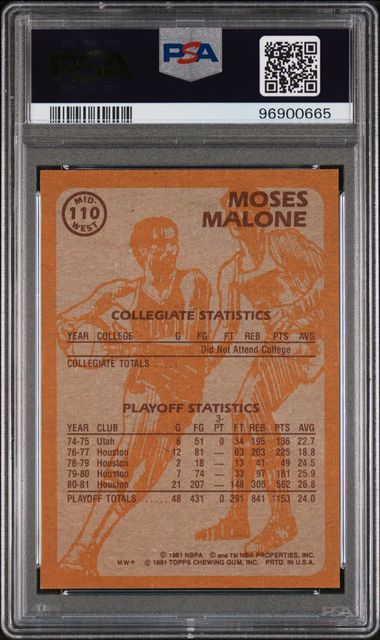 PSA
PSA
96900665
MID-
110
WEST
MOSES
MALONE
COLLEGIATE STATISTICS
YEAR COLLEGE G FG FT REB PTS AVG
Did Not Attend College
COLLEGIATE TOTALS . . . . .
PLAYOFF STATISTICS
YEAR CLUB G FG 3-PT FT REB PTS AVG
74-75 Utah 6 51 0 34 195 136 22.7
76-77 Houston 12 81 – 63 203 225 18.8
78-79 Houston 2 18 – 13 41 49 24.5
79-80 Houston 7 74 – 33 97 181 25.9
80-81 Houston 21 207 – 148 305 562 26.8
PLAYOFF TOTALS . . 48 431 0 291 841 1153 24.0
© 1981 NBPA © and ™ NBA PROPERTIES, INC.
MW® © 1981 TOPPS CHEWING GUM, INC. PRTD. IN U.S.A.
PSA